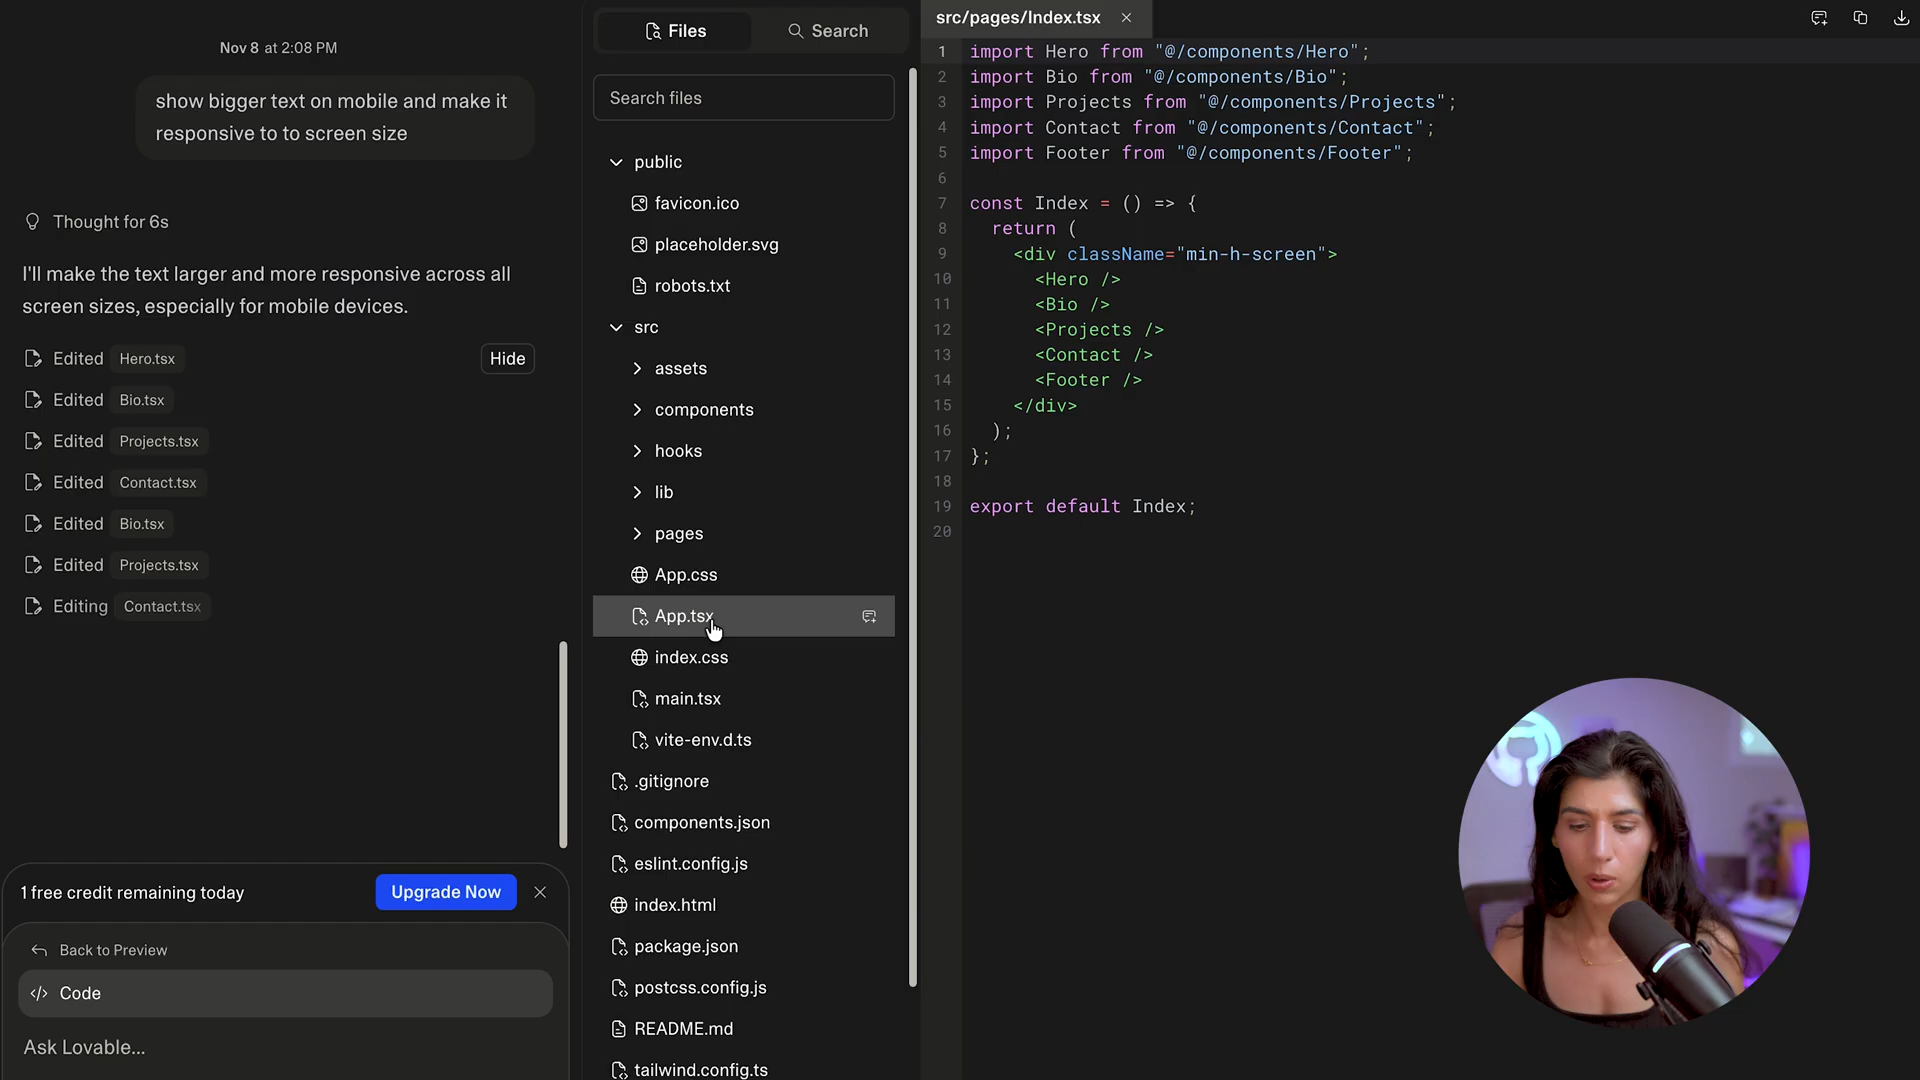 Nov 8 at 2:08 PM
show bigger text on mobile and make it
responsive to to screen size
Thought for 6s
I'll make the text larger and more responsive across all
screen sizes, especially for mobile devices.
Edited Hero.tsx
Hide
Edited Bio.tsx
Edited Projects.tsx
Edited Contact.tsx
Edited Bio.tsx
Edited Projects.tsx
Editing Contact.tsx
1 free credit remaining today
Upgrade Now
Back to Preview
Code
Ask Lovable...
Files
Search
Search files
public
favicon.ico
placeholder.svg
robots.txt
src
assets
components
hooks
lib
pages
App.css
App.tsx
index.css
main.tsx
vite-env.d.ts
.gitignore
components.json
eslint.config.js
index.html
package.json
postcss.config.js
README.md
tailwind.config.ts
src/pages/Index.tsx
1 import Hero from "@/components/Hero";
2 import Bio from "@/components/Bio";
3 import Projects from "@/components/Projects";
4 import Contact from "@/components/Contact";
5 import Footer from "@/components/Footer";
6
7 const Index = () => {
8 return (
9 <div className="min-h-screen">
10 <Hero />
11 <Bio />
12 <Projects />
13 <Contact />
14 <Footer />
15 </div>
16 );
17 };
18
19 export default Index;
20